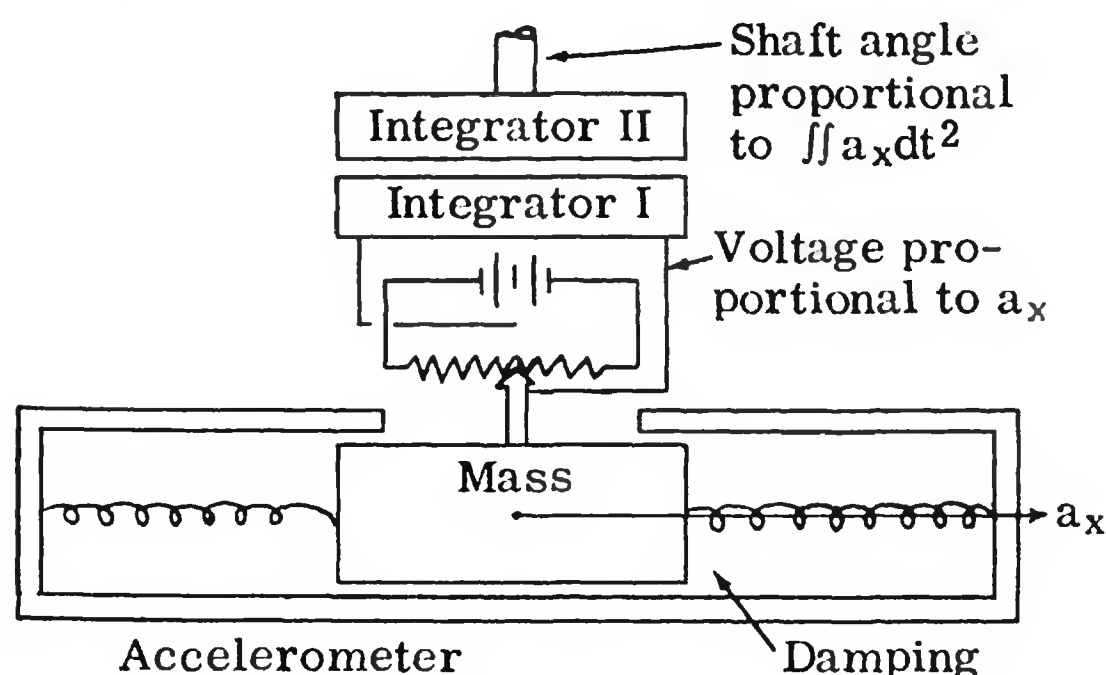 Shaft angle
proportional
to ∫∫ aₓdt²
Integrator II
Integrator I
Voltage pro-
portional to aₓ
Mass
aₓ
Accelerometer
Damping